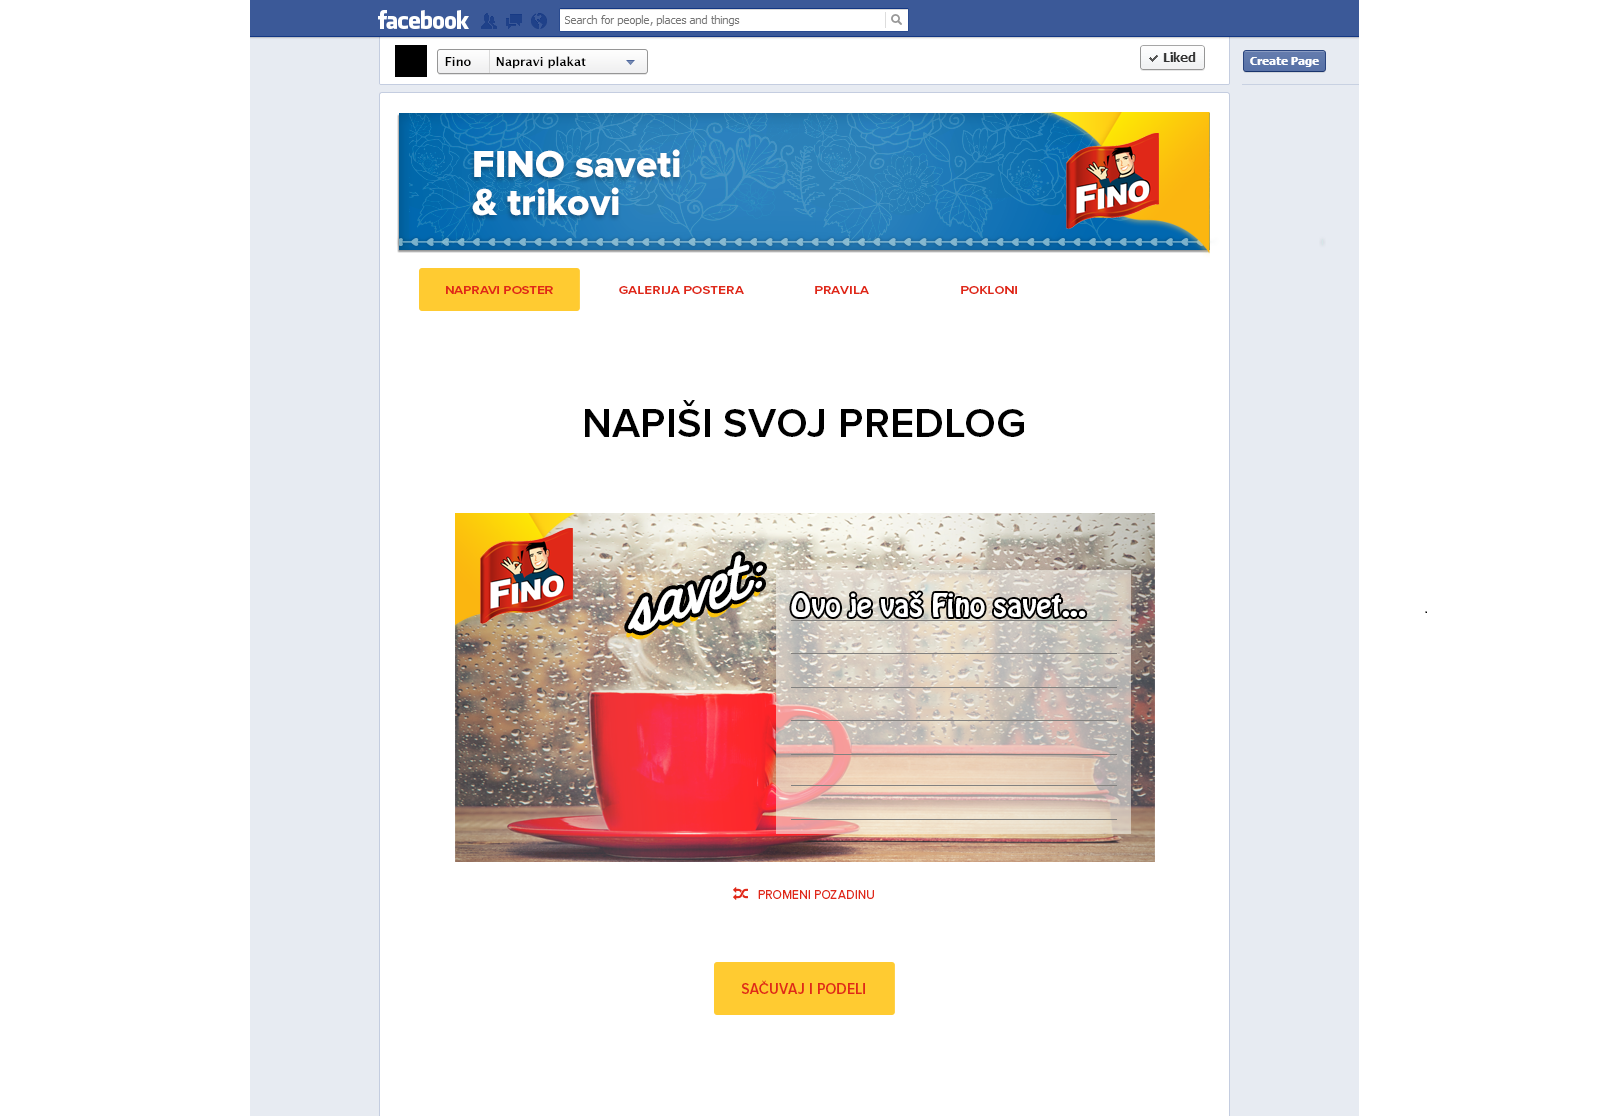 facebook
Search for people, places and things
Fino
Napravi plakat
Liked
Create Page
FINO saveti
& trikovi
FINO
NAPRAVI POSTER
GALERIJA POSTERA
PRAVILA
POKLONI
NAPIŠI SVOJ PREDLOG
FINO
savet:
Ovo je vaš Fino savet...
PROMENI POZADINU
SAČUVAJ I PODELI